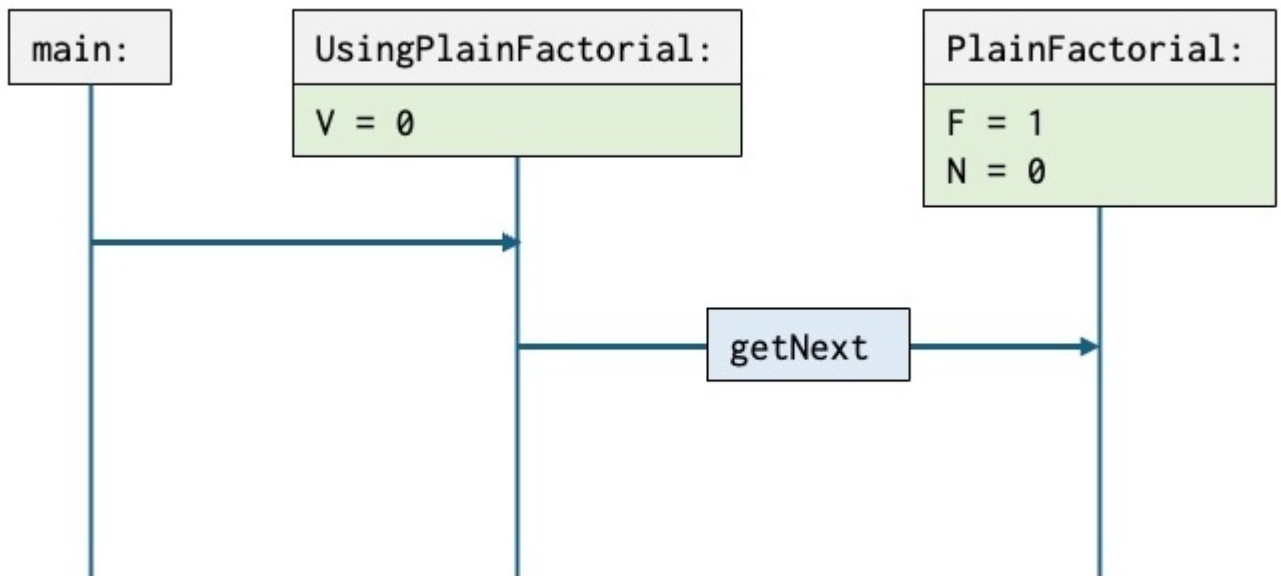 main:
UsingPlainFactorial:
V = 0
PlainFactorial:
F = 1
N = 0
getNext